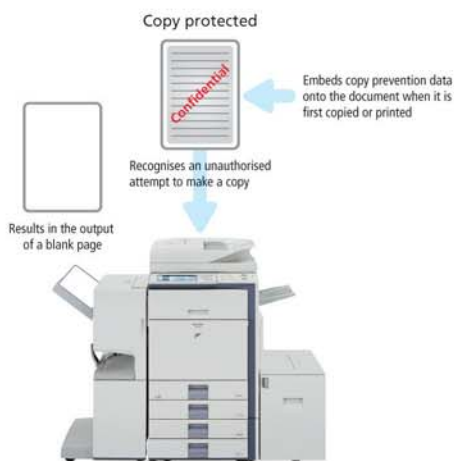 Copy protected
Confidential
Embeds copy prevention data
onto the document when it is
first copied or printed
Recognises an unauthorised
attempt to make a copy
Results in the output
of a blank page